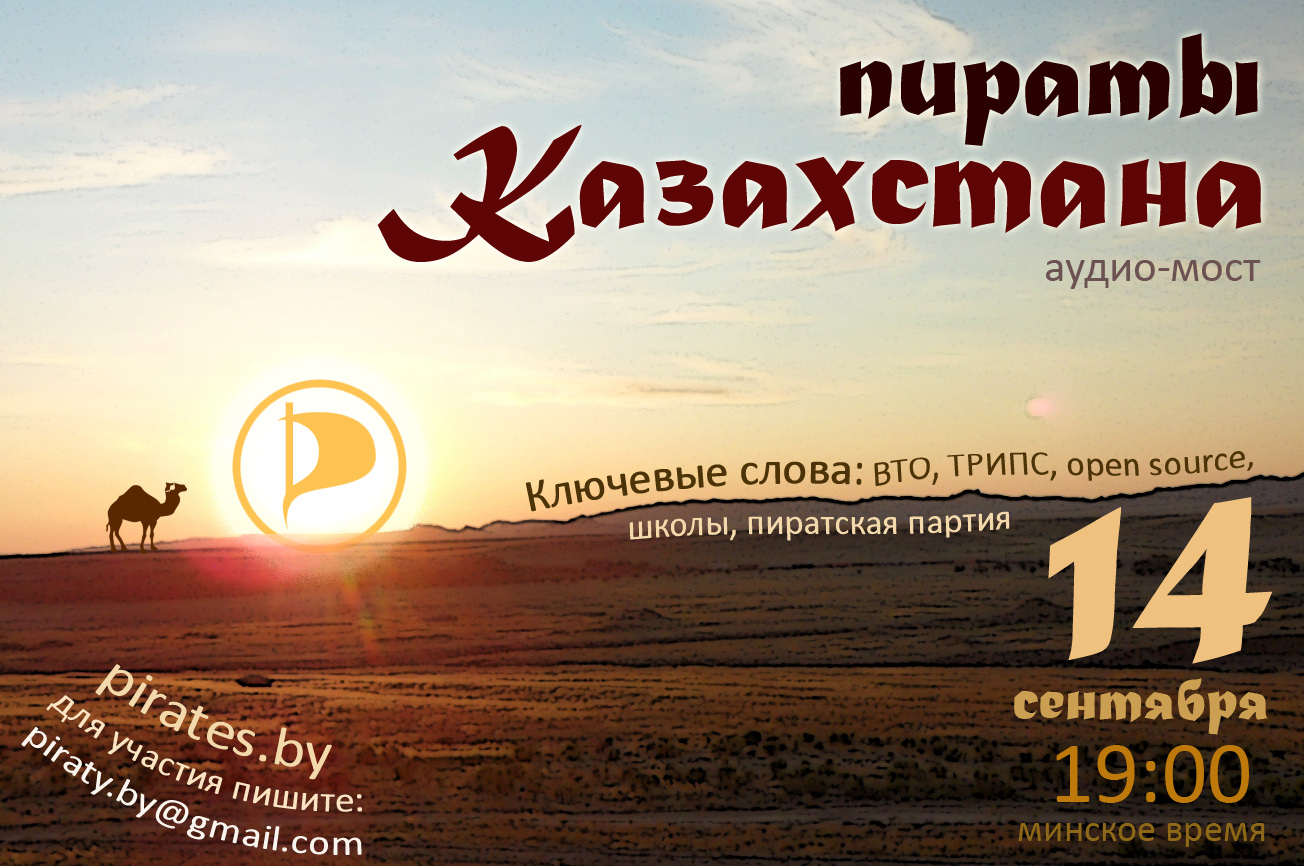 пираты
Казахстана
аудио-мост
Ключевые слова: ВТО, ТРИПС, open source,
школы, пиратская партия
14
сентября
19:00
минское время
pirates.by
для участия пишите:
piraty.by@gmail.com